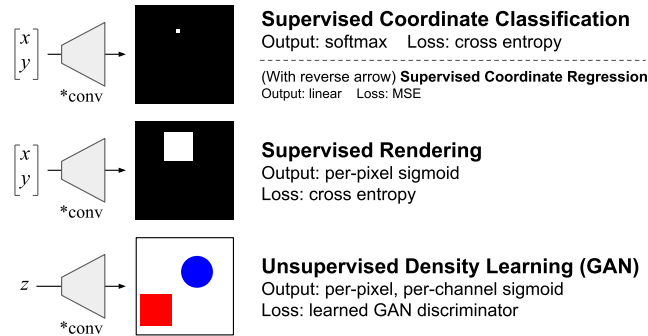 x
y
*conv
Supervised Coordinate Classification
Output: softmax Loss: cross entropy
(With reverse arrow) Supervised Coordinate Regression
Output: linear Loss: MSE
x
y
*conv
Supervised Rendering
Output: per-pixel sigmoid
Loss: cross entropy
z
*conv
Unsupervised Density Learning (GAN)
Output: per-pixel, per-channel sigmoid
Loss: learned GAN discriminator